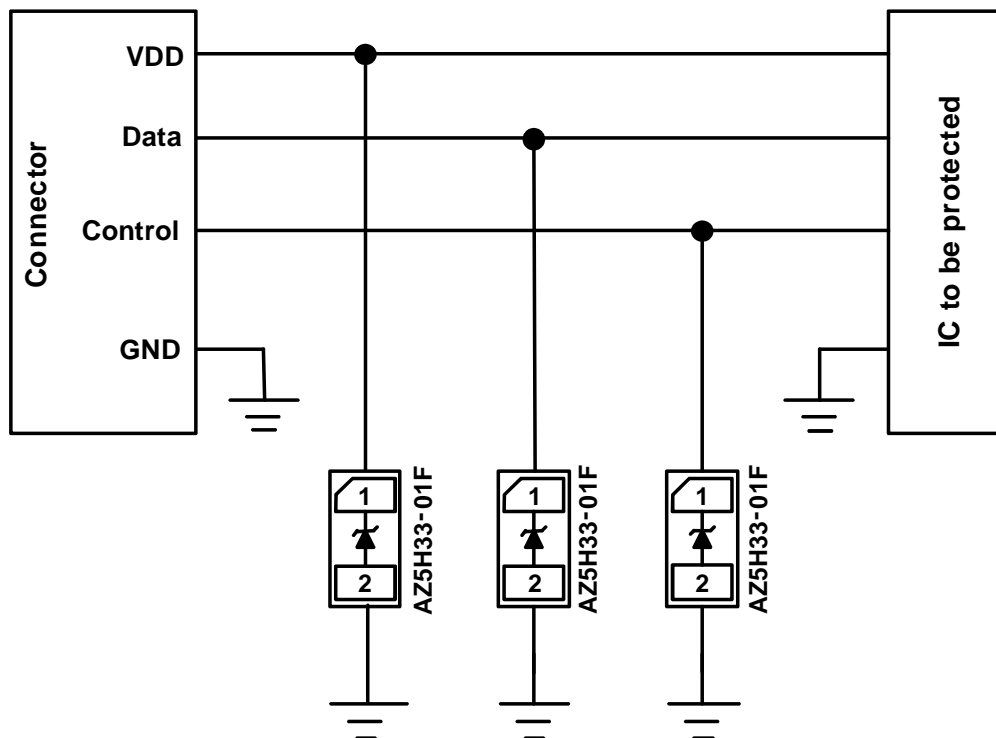 Connector
VDD
Data
Control
GND
IC to be protected
1
2
AZ5H33-01F
1
2
AZ5H33-01F
1
2
AZ5H33-01F